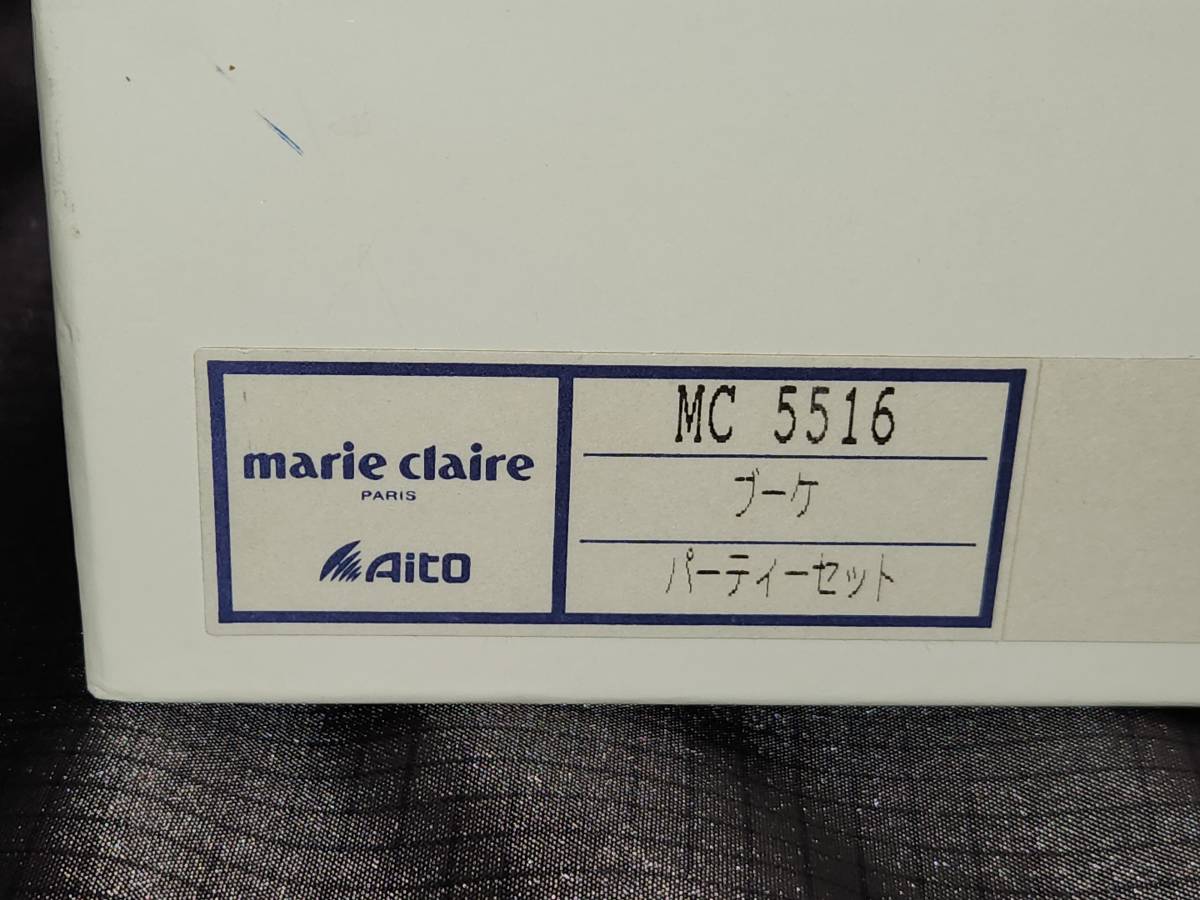 marie claire
PARIS
Aito
MC 5516
ブーケ
パーティーセット